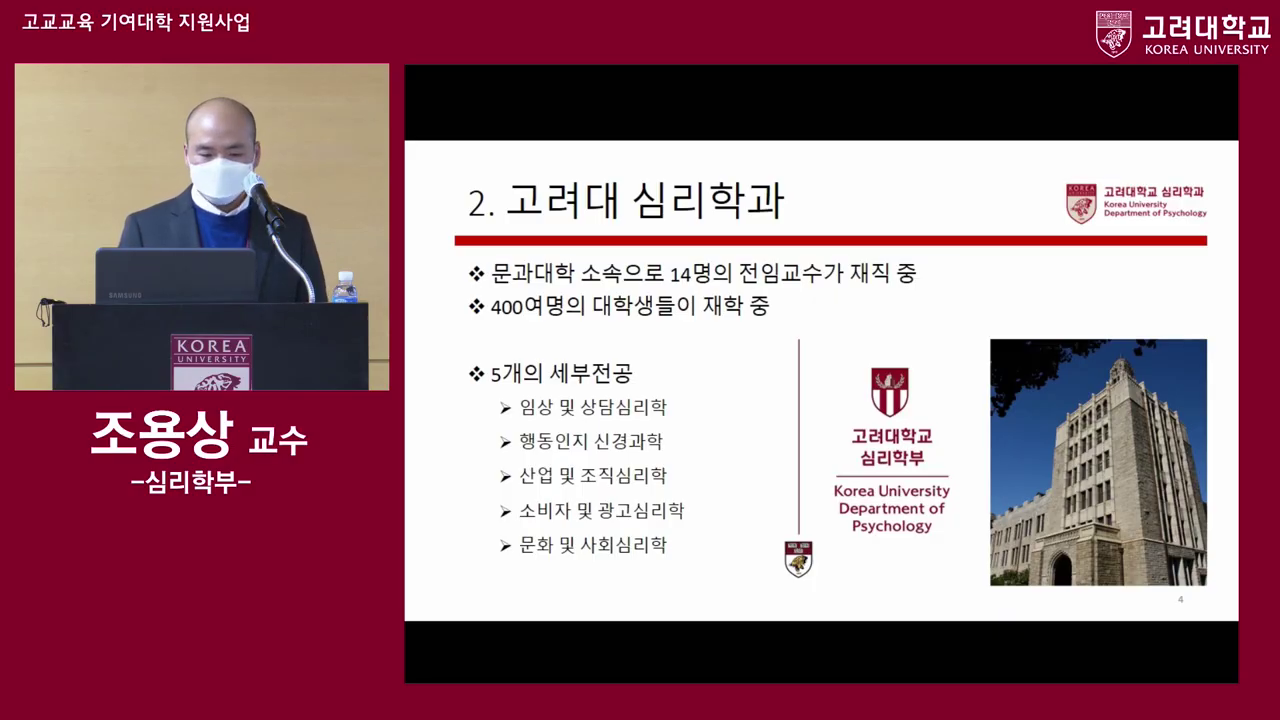 고교교육 기여대학 지원사업
고려대학교
KOREA UNIVERSITY
SAMSUNG
KOREA
UNIVERSITY
조용상 교수
-심리학부-
2. 고려대 심리학과
KOREA
고려대학교 심리학과
Korea University
Department of Psychology
❖ 문과대학 소속으로 14명의 전임교수가 재직 중
❖ 400여명의 대학생들이 재학 중
❖ 5개의 세부전공
➢ 임상 및 상담심리학
➢ 행동인지 신경과학
➢ 산업 및 조직심리학
➢ 소비자 및 광고심리학
➢ 문화 및 사회심리학
고려대학교
심리학부
Korea University
Department of
Psychology
4